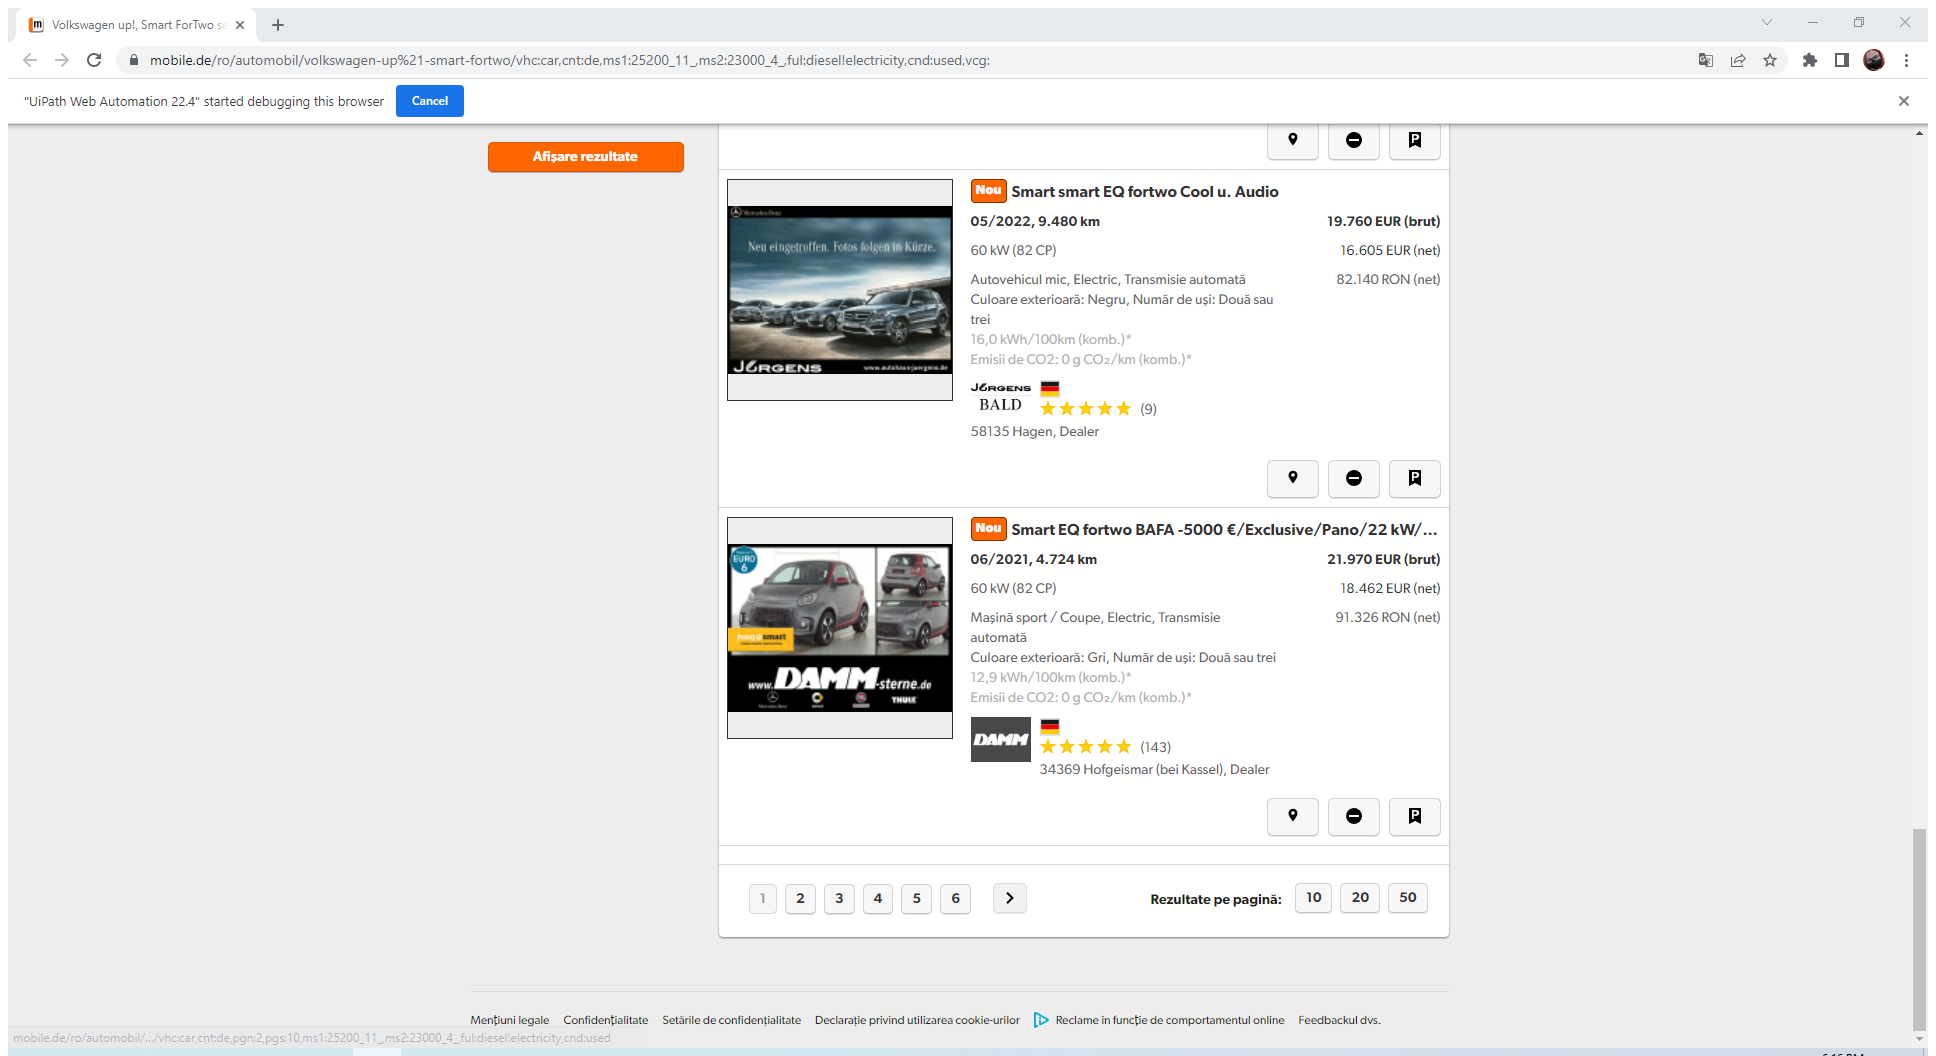 Volkswagen up!, Smart ForTwo se
mobile.de/ro/automobil/volkswagen-up%21-smart-fortwo/vhc:car,cnt:de,ms1:25200_11_,ms2:23000_4_,ful:diesel!electricity,cnd:used,vcg:
"UiPath Web Automation 22.4" started debugging this browser
Cancel
Afișare rezultate
Nou Smart smart EQ fortwo Cool u. Audio
05/2022, 9.480 km
19.760 EUR (brut)
60 kW (82 CP)
16.605 EUR (net)
Autovehicul mic, Electric, Transmisie automată
82.140 RON (net)
Culoare exterioară: Negru, Număr de uși: Două sau
trei
16,0 kWh/100km (komb.)*
Emisii de CO2: 0 g CO₂/km (komb.)*
Mercedes-Benz
Neu eingetroffen. Fotos folgen in Kürze.
JÜRGENS
www.autohaus-juergens.de
JÜRGENS
BALD
(9)
58135 Hagen, Dealer
Nou Smart EQ fortwo BAFA -5000 €/Exclusive/Pano/22 kW/...
06/2021, 4.724 km
21.970 EUR (brut)
60 kW (82 CP)
18.462 EUR (net)
Mașină sport / Coupe, Electric, Transmisie
automată
91.326 RON (net)
Culoare exterioară: Gri, Număr de uși: Două sau trei
12,9 kWh/100km (komb.)*
Emisii de CO2: 0 g CO₂/km (komb.)*
EURO
6
jung@smart
www.DAMM-sterne.de
Mercedes-Benz
THULE
DAMM
(143)
34369 Hofgeismar (bei Kassel), Dealer
1 2 3 4 5 6
Rezultate pe pagină: 10 20 50
Mențiuni legale Confidențialitate Setările de confidențialitate Declarație privind utilizarea cookie-urilor Reclame în funcție de comportamentul online Feedbackul dvs.
mobile.de/ro/automobil/.../vhc:car,cnt:de,pgn:2,pgs:10,ms1:25200_11_,ms2:23000_4_,ful:diesel!electricity,cnd:used